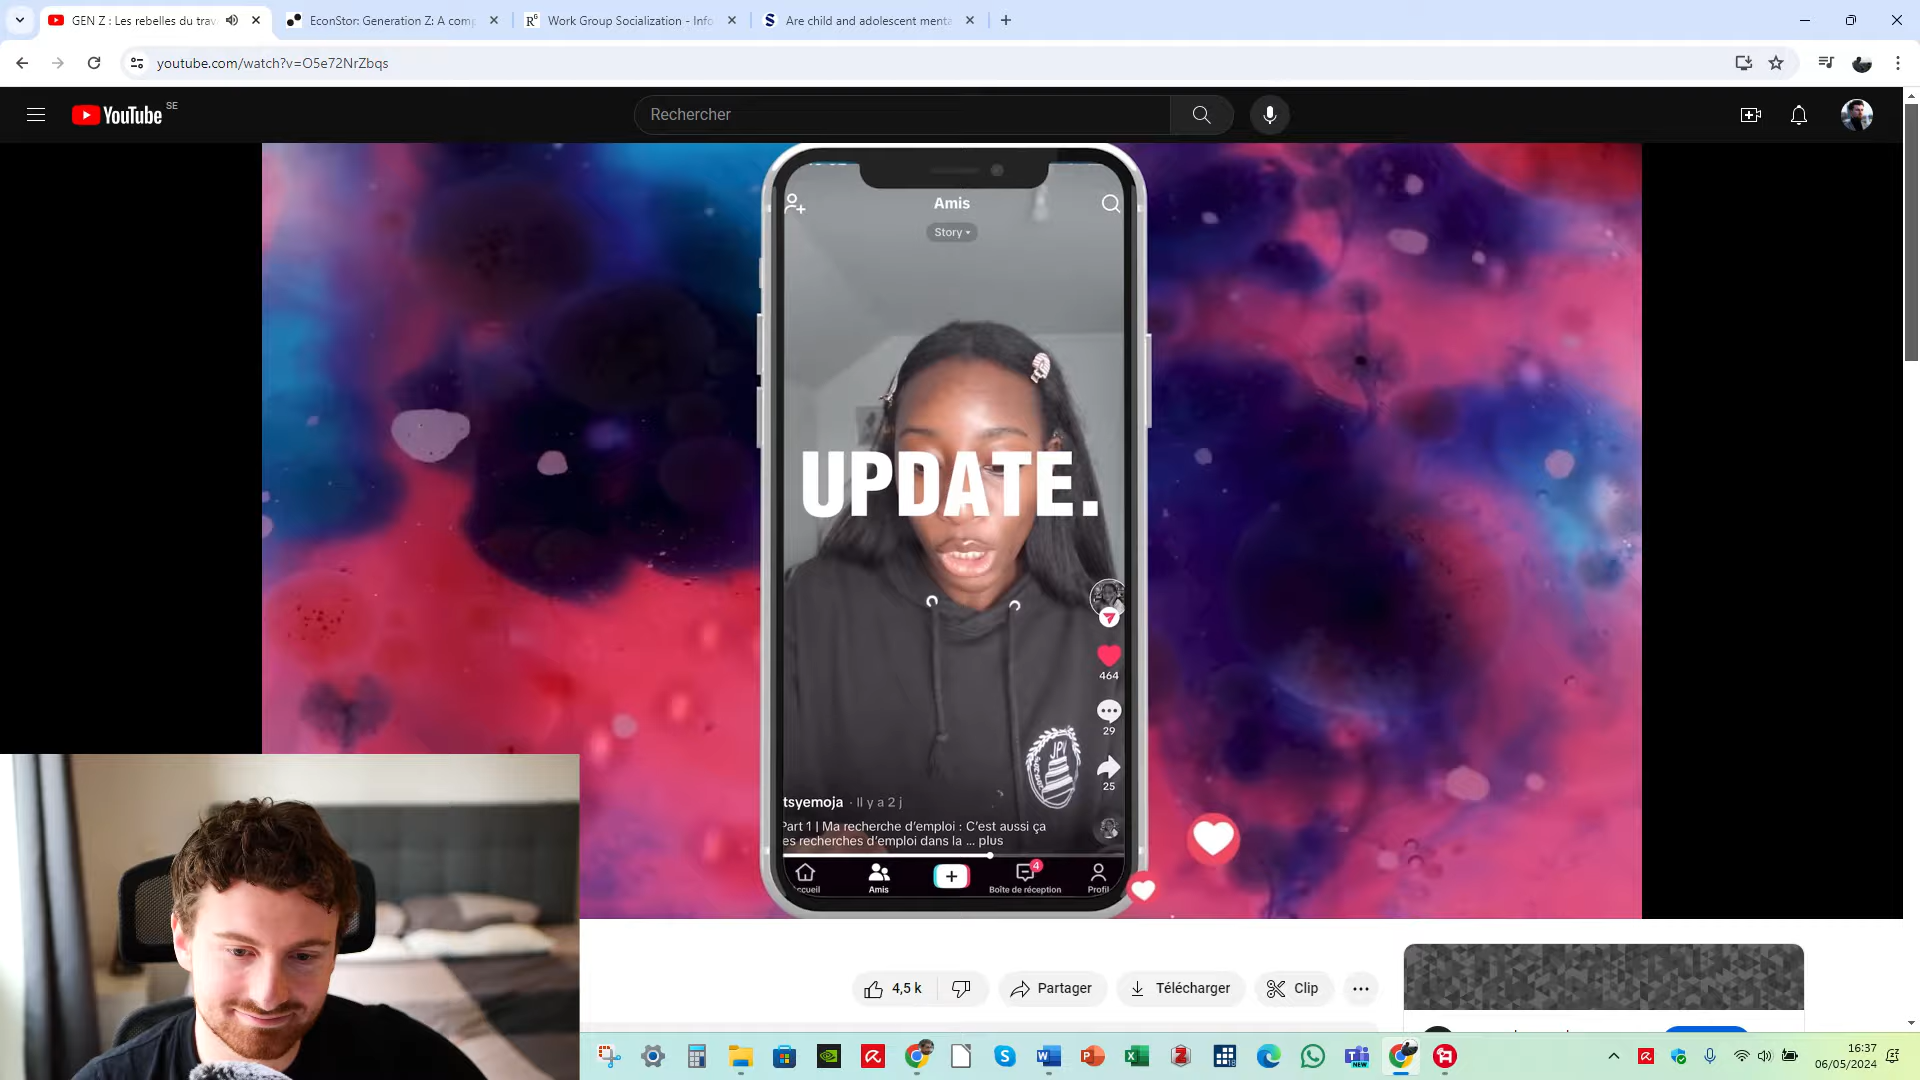 GEN Z : Les rebelles du trav
EconStor: Generation Z: A comp
Work Group Socialization - Info
Are child and adolescent menta
youtube.com/watch?v=O5e72NrZbqs
YouTube SE
Rechercher
Amis
Story
UPDATE.
464
29
25
tsyemoja · Il y a 2 j
Part 1 | Ma recherche d'emploi : C'est aussi ça
es recherches d'emploi dans la ... plus
ccueil
Amis
4
Boîte de réception
Profil
JPV
4,5 k
Partager
Télécharger
Clip
16:37
06/05/2024